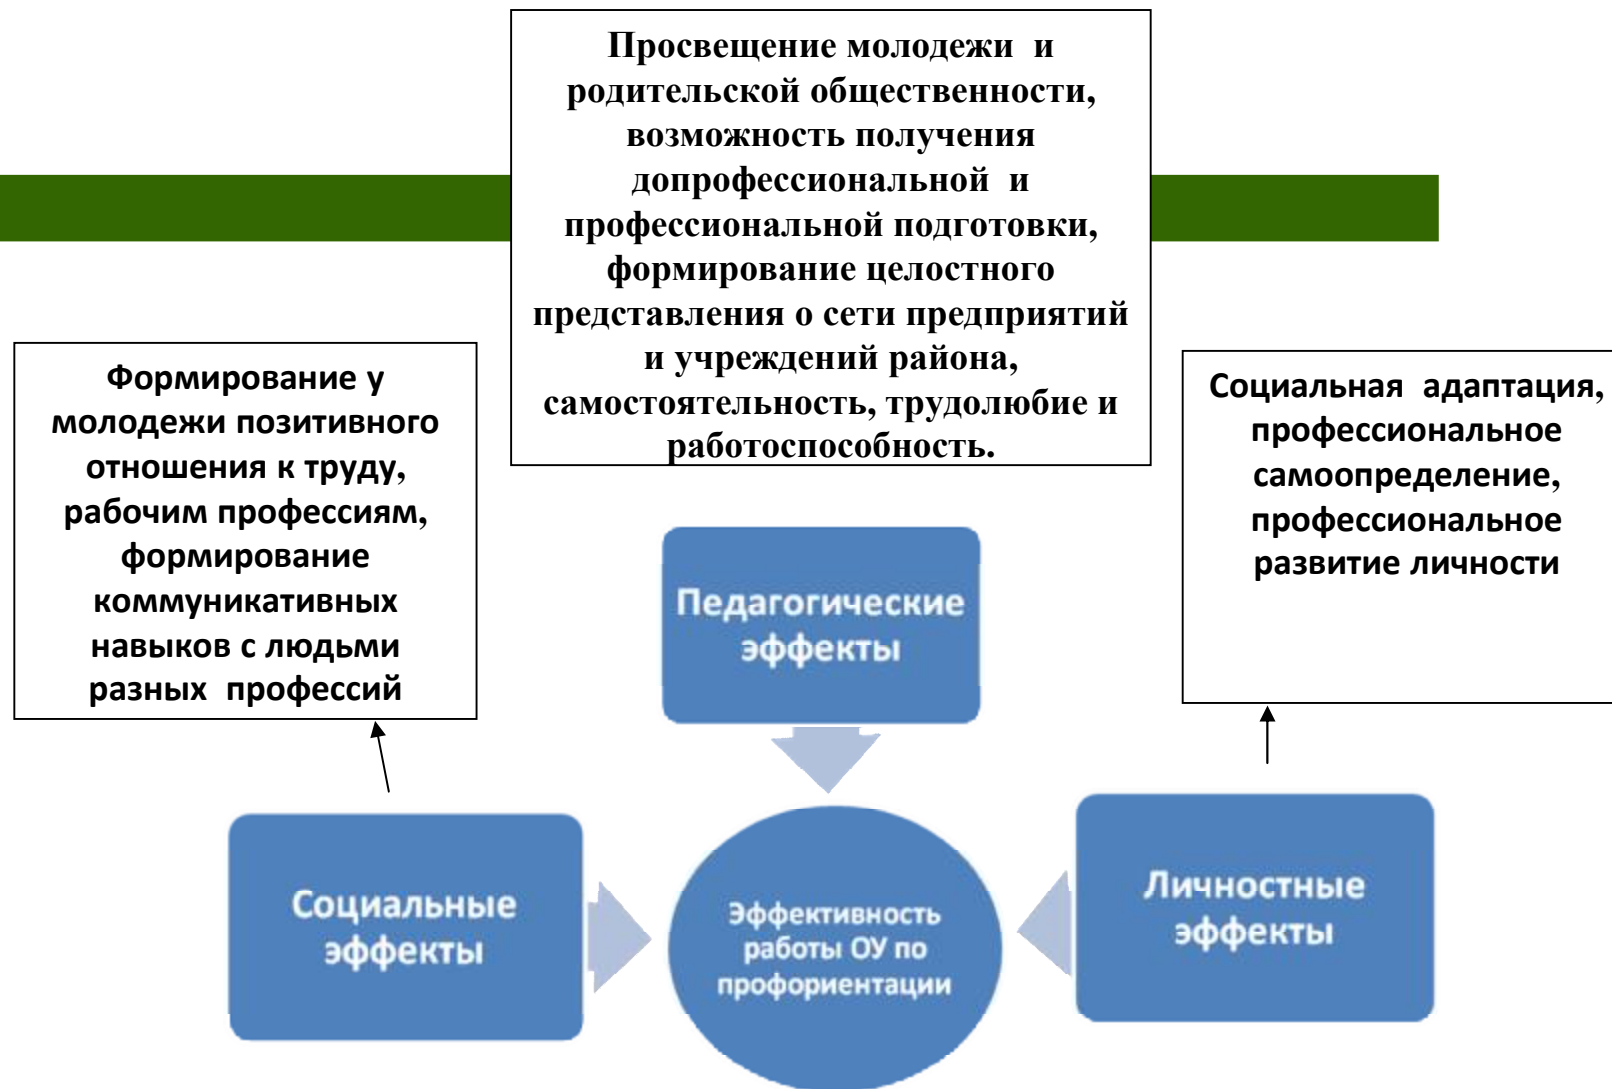 Просвещение молодежи и
родительской общественности,
возможность получения
допрофессиональной и
профессиональной подготовки,
формирование целостного
представления о сети предприятий
и учреждений района,
самостоятельность, трудолюбие и
работоспособность.
Формирование у
молодежи позитивного
отношения к труду,
рабочим профессиям,
формирование
коммуникативных
навыков с людьми
разных профессий
Социальная адаптация,
профессиональное
самоопределение,
профессиональное
развитие личности
Педагогические
эффекты
Социальные
эффекты
Эффективность
работы ОУ по
профориентации
Личностные
эффекты